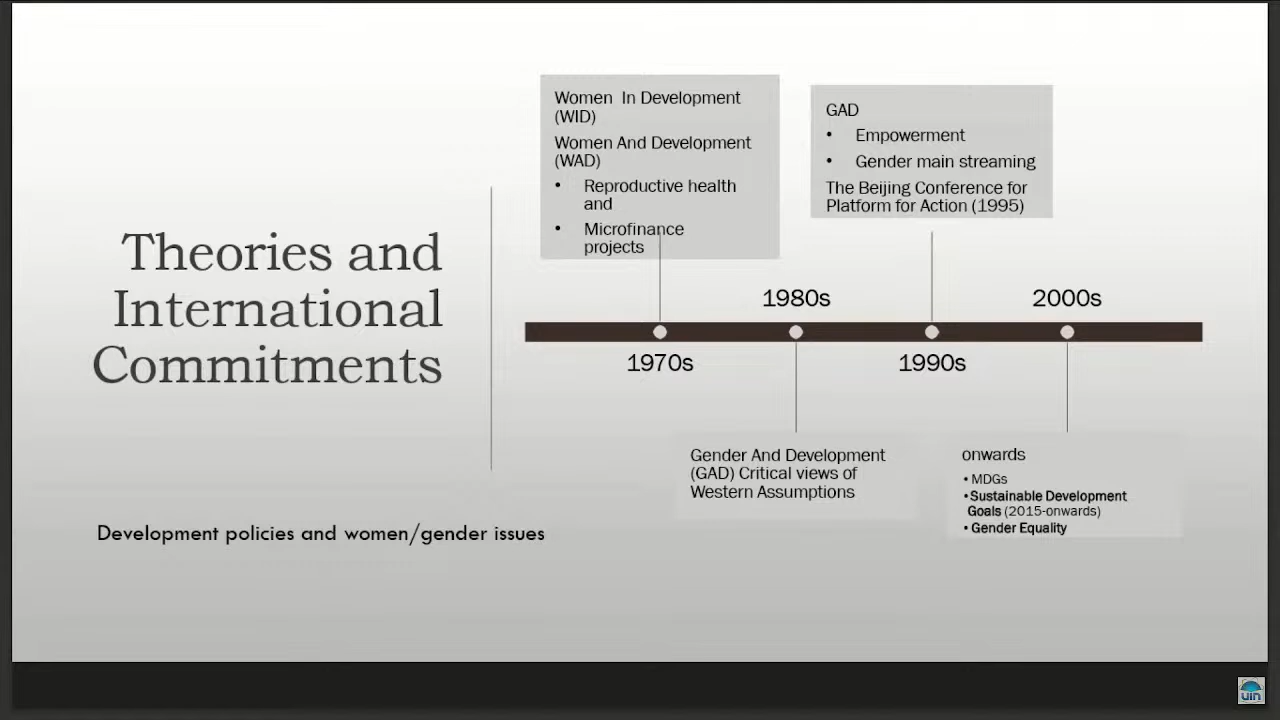 Theories and
International
Commitments
Development policies and women/gender issues
Women In Development
(WID)
Women And Development
(WAD)
• Reproductive health
and
• Microfinance
projects
1970s
1980s
Gender And Development
(GAD) Critical views of
Western Assumptions
GAD
• Empowerment
• Gender main streaming
The Beijing Conference for
Platform for Action (1995)
1990s
2000s
onwards
• MDGs
• Sustainable Development
Goals (2015-onwards)
• Gender Equality
uin